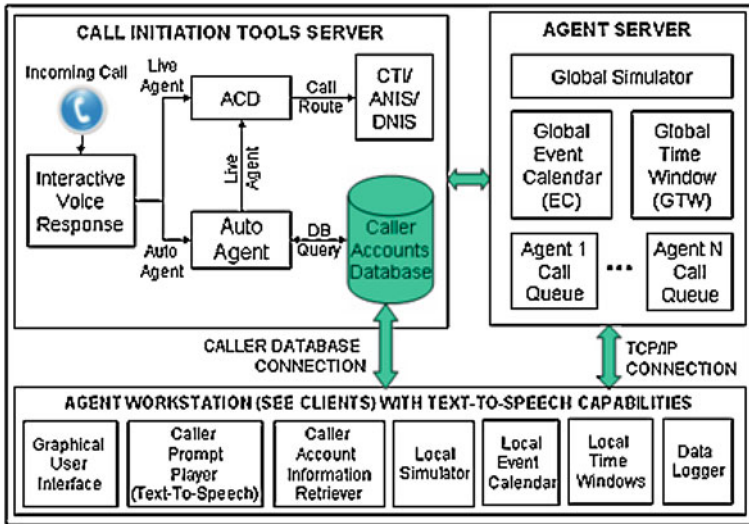 CALL INITIATION TOOLS SERVER
Incoming Call
Live
Agent
ACD
Call
Route
CTI/
ANIS/
DNIS
Interactive
Voice
Response
Live
Agent
Auto
Agent
Auto
Agent
DB
Query
Caller
Accounts
Database
AGENT SERVER
Global Simulator
Global
Event
Calendar
(EC)
Global
Time
Window
(GTW)
Agent 1
Call
Queue
...
Agent N
Call
Queue
CALLER DATABASE
CONNECTION
TCP/IP
CONNECTION
AGENT WORKSTATION (SEE CLIENTS) WITH TEXT-TO-SPEECH CAPABILITIES
Graphical
User
Interface
Caller
Prompt
Player
(Text-To-Speech)
Caller
Account
Information
Retriever
Local
Simulator
Local
Event
Calendar
Local
Time
Windows
Data
Logger